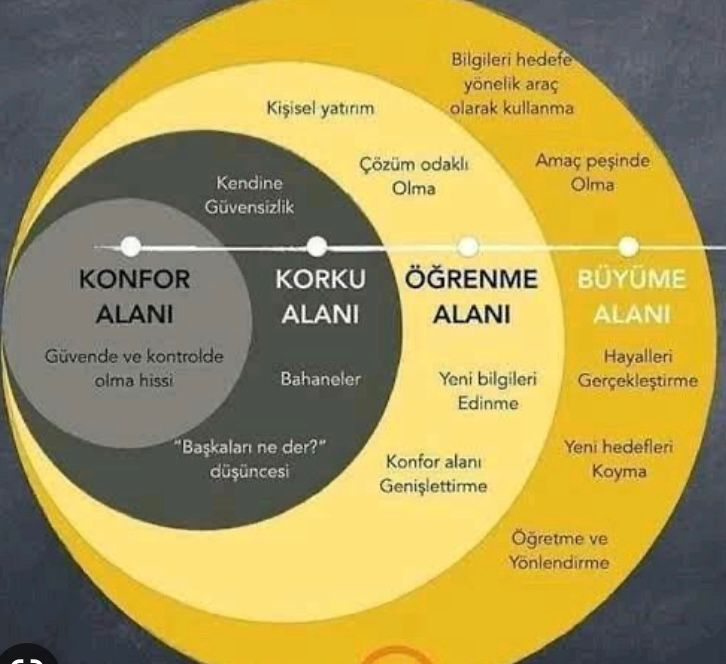 Bilgileri hedefe
yönelik araç
olarak kullanma
Kişisel yatırım
Çözüm odaklı
Olma
Amaç peşinde
Olma
Kendine
Güvensizlik
KONFOR
ALANI
KORKU
ALANI
ÖĞRENME
ALANI
BÜYÜME
ALANI
Güvende ve kontrolde
olma hissi
Bahaneler
Yeni bilgileri
Edinme
Hayalleri
Gerçekleştirme
"Başkaları ne der?"
düşüncesi
Konfor alanı
Genişlettirme
Yeni hedefleri
Koyma
Öğretme ve
Yönlendirme